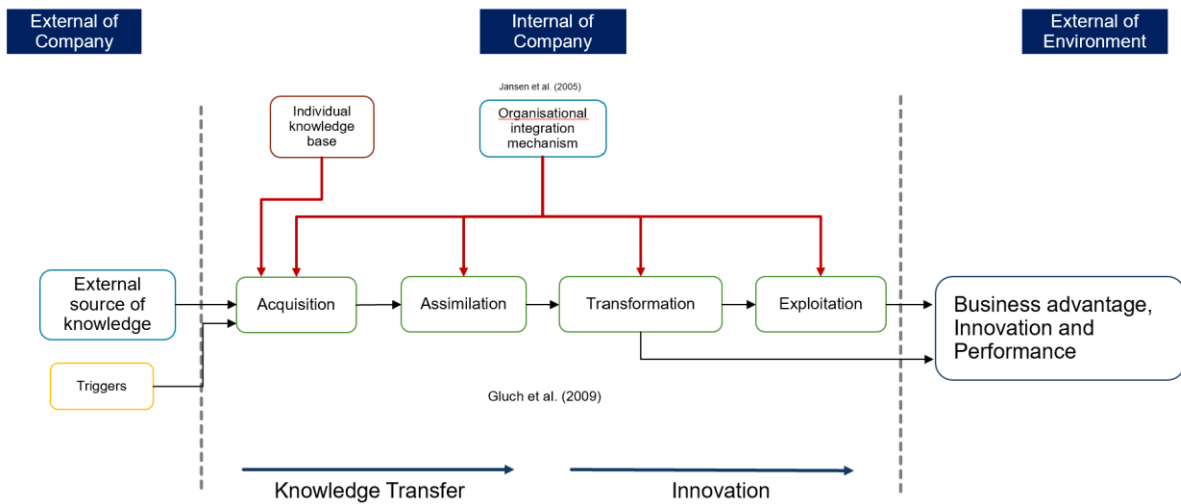 External of
Company
Internal of
Company
External of
Environment
Jansen et al. (2005)
Individual
knowledge
base
Organisational
integration
mechanism
External
source of
knowledge
Acquisition
Assimilation
Transformation
Exploitation
Business advantage,
Innovation and
Performance
Triggers
Gluch et al. (2009)
Knowledge Transfer
Innovation